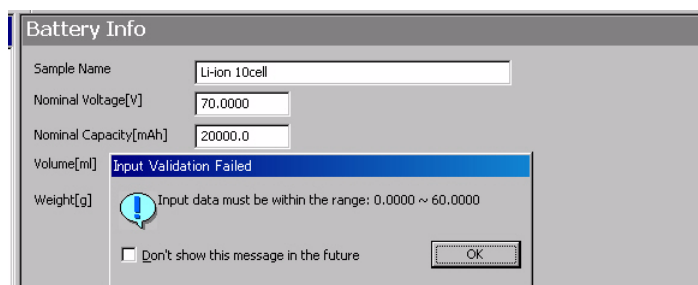 Battery Info
Sample Name Li-ion 10cell
Nominal Voltage[V] 70.0000
Nominal Capacity[mAh] 20000.0
Volume[ml]
Input Validation Failed
Weight[g]
Input data must be within the range: 0.0000 ~ 60.0000
Don't show this message in the future
OK